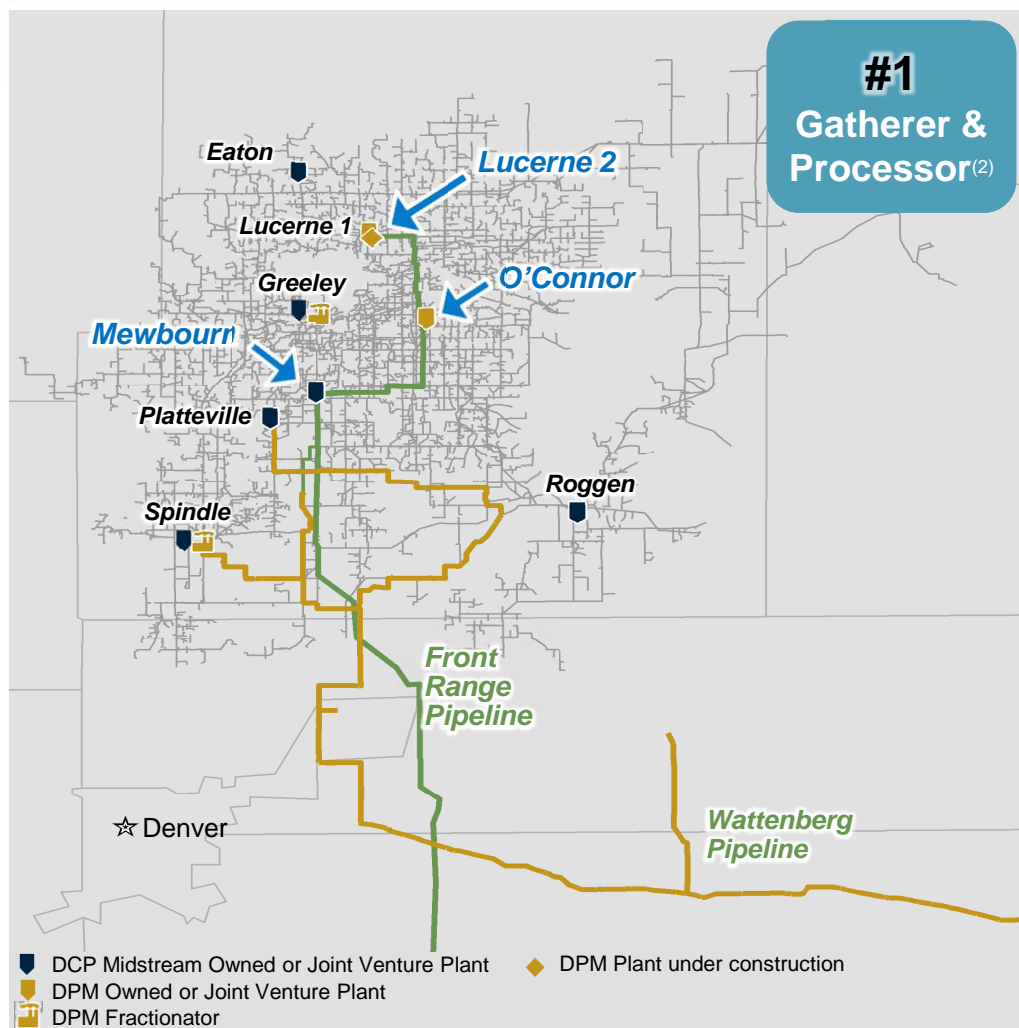 #1
Gatherer &
Processor(2)
Eaton
Lucerne 2
Lucerne 1
Greeley
O'Connor
Mewbourn
Platteville
Roggen
Spindle
Front
Range
Pipeline
Denver
Wattenberg
Pipeline
DCP Midstream Owned or Joint Venture Plant
DPM Plant under construction
DPM Owned or Joint Venture Plant
DPM Fractionator